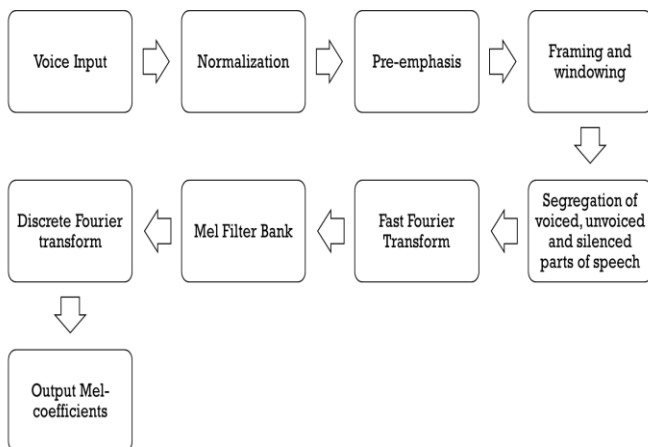 Voice Input
Normalization
Pre-emphasis
Framing and
windowing
Segregation of
voiced, unvoiced
and silenced
parts of speech
Fast Fourier
Transform
Mel Filter Bank
Discrete Fourier
transform
Output Mel-
coefficients